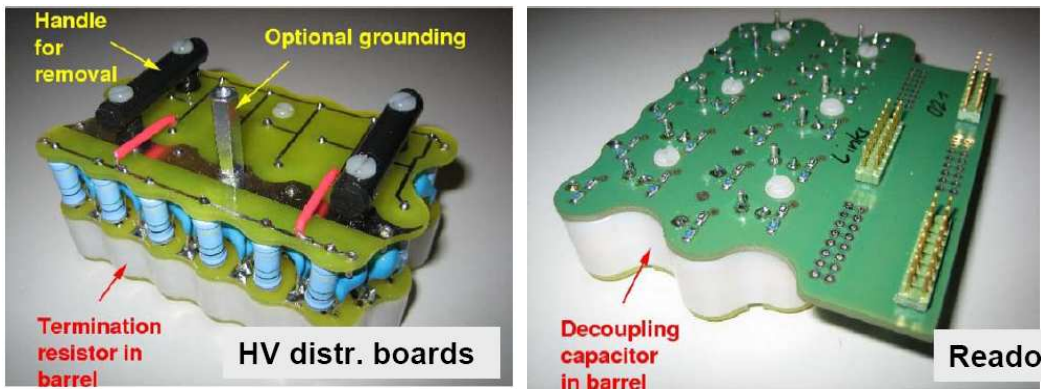 Handle
for
removal
Optional grounding
Termination
resistor in
barrel
HV distr. boards
Links
021
Decoupling
capacitor
in barrel
Reado